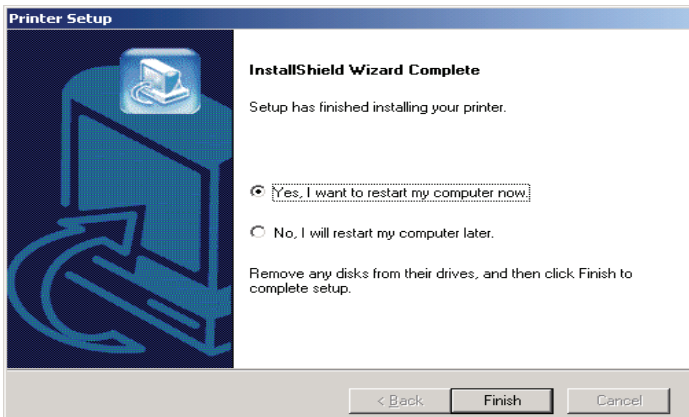 Printer Setup
InstallShield Wizard Complete
Setup has finished installing your printer.
Yes, I want to restart my computer now.
No, I will restart my computer later.
Remove any disks from their drives, and then click Finish to
complete setup.
< Back Finish Cancel